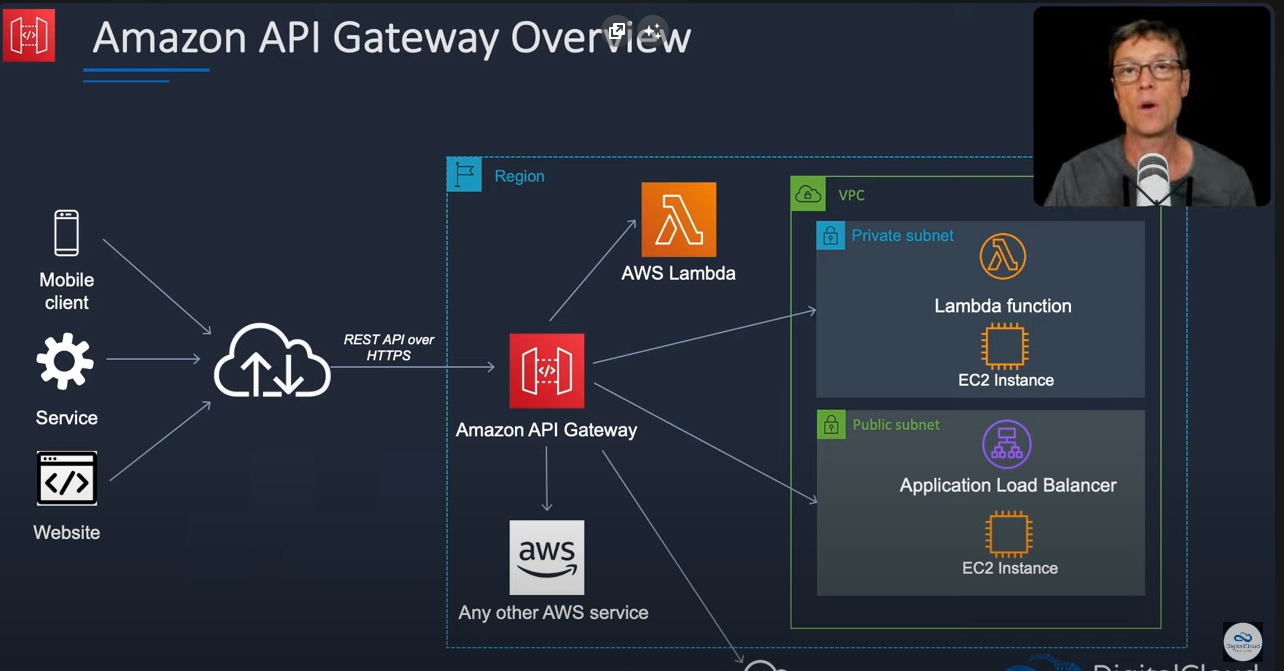 Amazon API Gateway Overview
Region
VPC
Private subnet
Mobile
client
AWS Lambda
Lambda function
REST API over
HTTPS
EC2 Instance
Service
Amazon API Gateway
Public subnet
Application Load Balancer
Website
aws
EC2 Instance
Any other AWS service
DigitalCloud
DigitalCloud